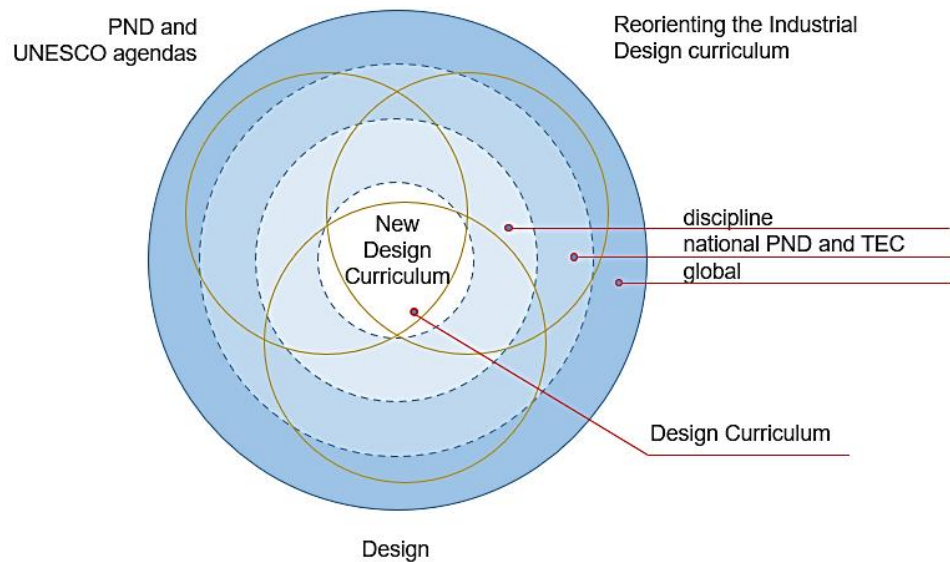 PND and
UNESCO agendas
Reorienting the Industrial
Design curriculum
New
Design
Curriculum
discipline
national PND and TEC
global
Design Curriculum
Design